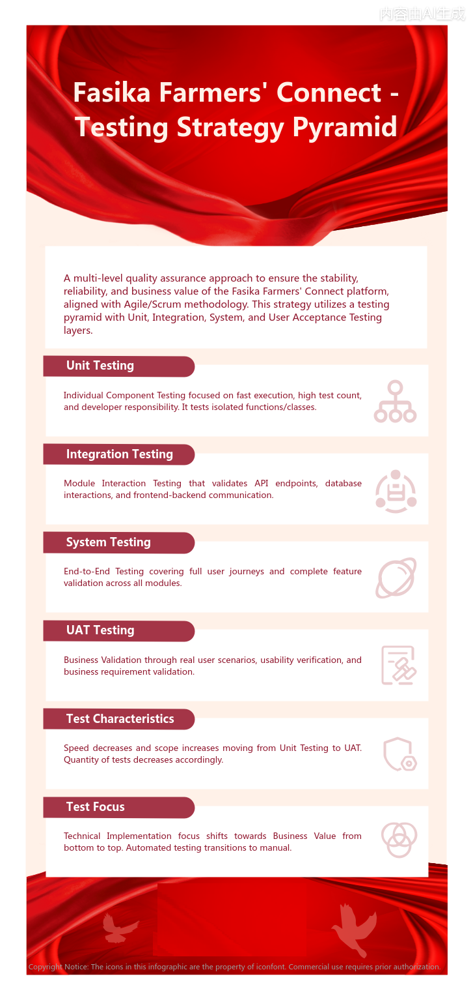 内容由AI生成
Fasika Farmers' Connect -
Testing Strategy Pyramid
A multi-level quality assurance approach to ensure the stability,
reliability, and business value of the Fasika Farmers' Connect platform,
aligned with Agile/Scrum methodology. This strategy utilizes a testing
pyramid with Unit, Integration, System, and User Acceptance Testing
layers.
Unit Testing
Individual Component Testing focused on fast execution, high test count,
and developer responsibility. It tests isolated functions/classes.
Integration Testing
Module Interaction Testing that validates API endpoints, database
interactions, and frontend-backend communication.
System Testing
End-to-End Testing covering full user journeys and complete feature
validation across all modules.
UAT Testing
Business Validation through real user scenarios, usability verification, and
business requirement validation.
Test Characteristics
Speed decreases and scope increases moving from Unit Testing to UAT.
Quantity of tests decreases accordingly.
Test Focus
Technical Implementation focus shifts towards Business Value from
bottom to top. Automated testing transitions to manual.
Copyright Notice: The icons in this infographic are the property of iconfont. Commercial use requires prior authorization.